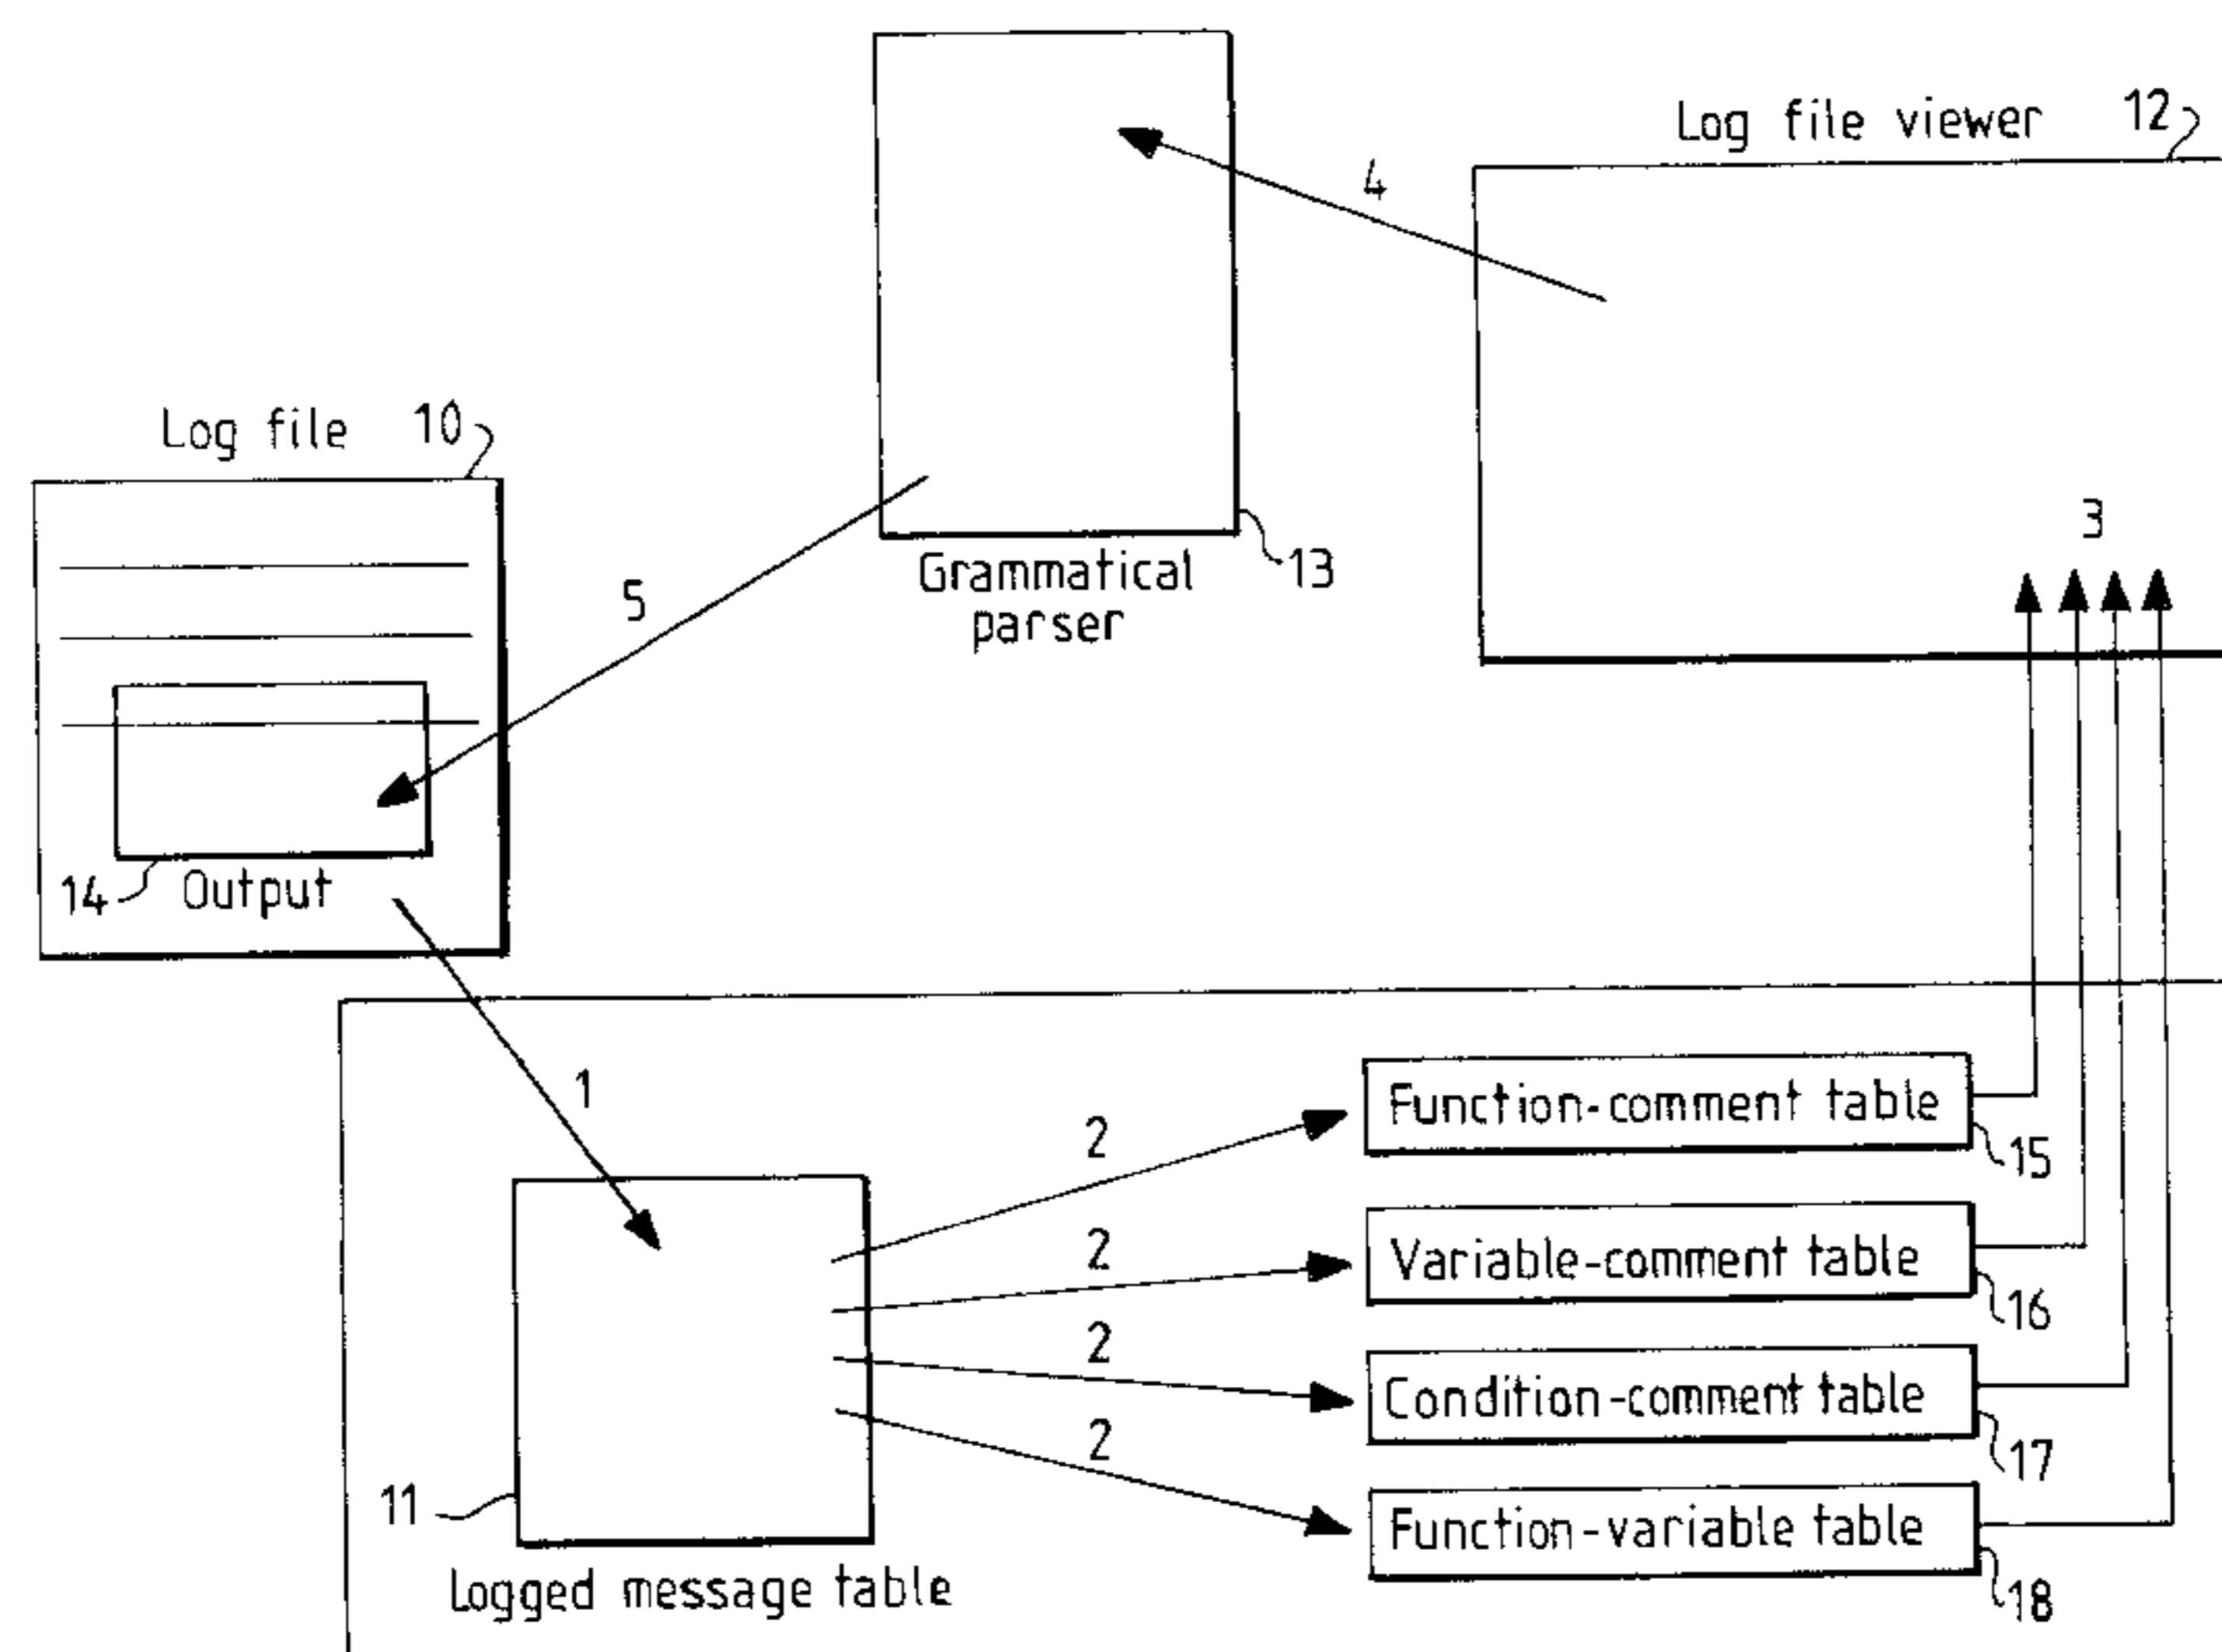 Log file viewer 12
4
Log file 10
3
Grammatical
parser
13
5
14 Output
1
2
Function-comment table
15
2
Variable-comment table
16
2
Condition-comment table
17
2
Function-variable table
18
11
Logged message table